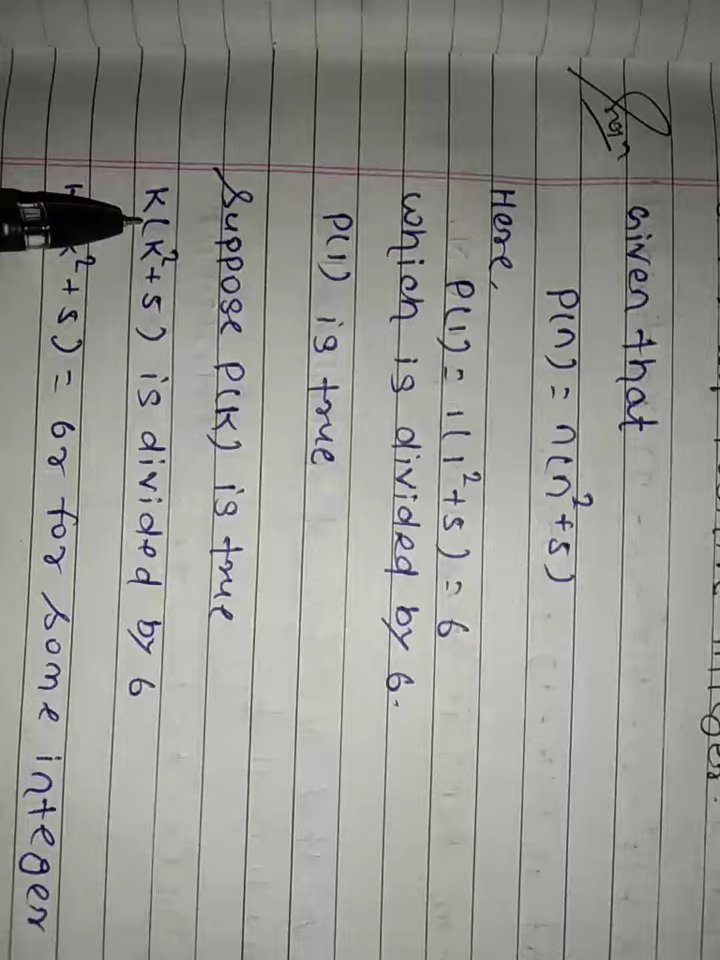 Soln
Given that
P(n) = n(n²+5)
Here,
P(1) = 1(1²+5) = 6
which is divided by 6.
P(1) is true
Suppose P(k) is true
K(K²+5) is divided by 6
K²+5) = 6r for some integer